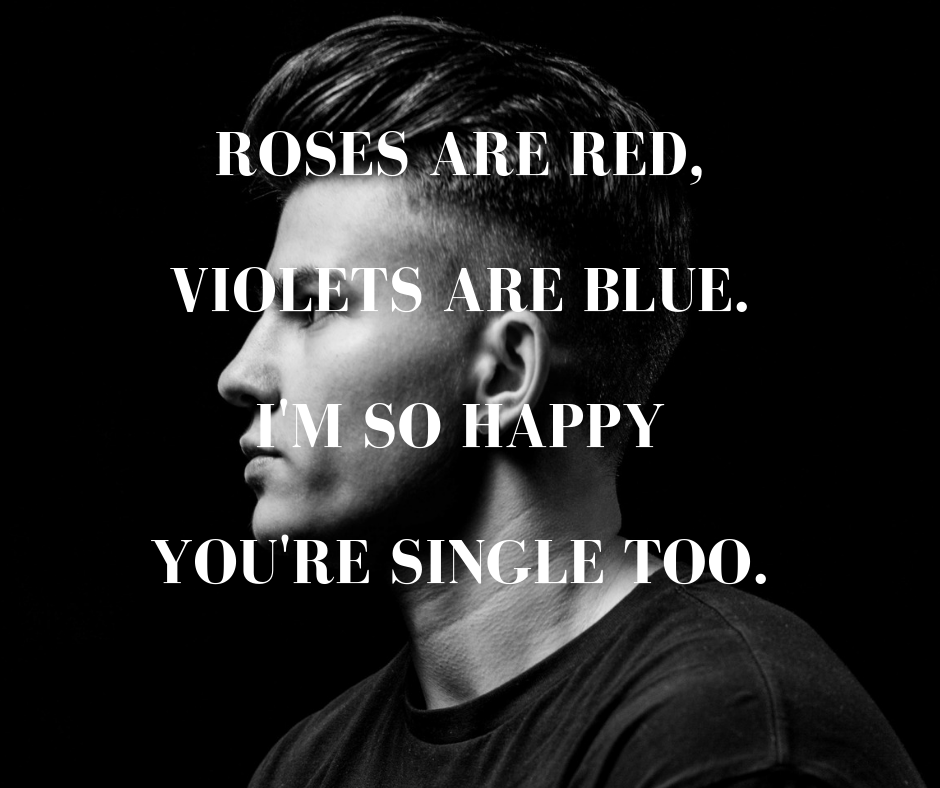 ROSES ARE RED,
VIOLETS ARE BLUE.
I'M SO HAPPY
YOU'RE SINGLE TOO.